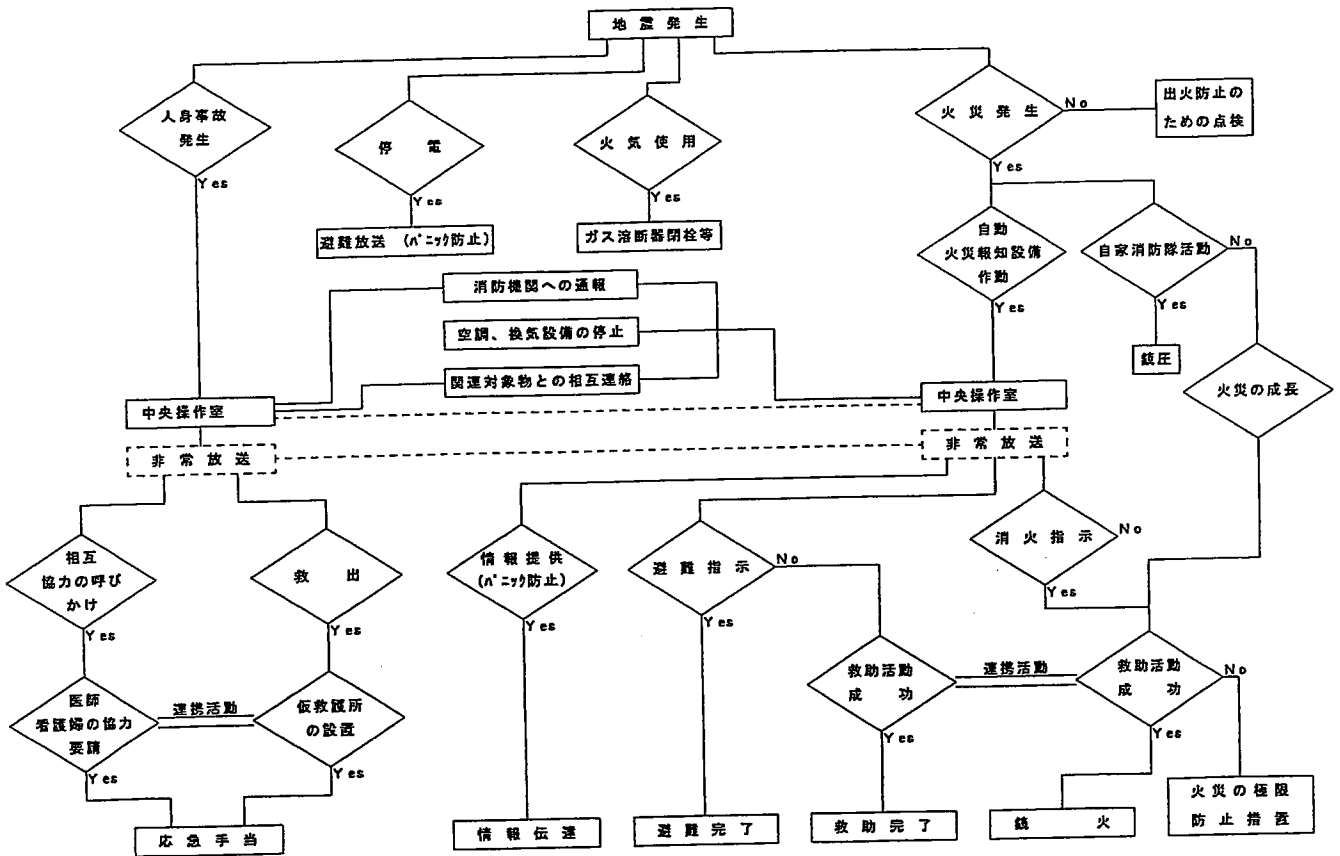 地震発生
人身事故
発生
Yes
停電
Yes
避難放送 (パニック防止)
火気使用
Yes
ガス溶断器閉栓等
火災発生
No
出火防止の
ための点検
Yes
自動
火災報知設備
作動
Yes
自家消防隊活動
No
Yes
鎮圧
火災の成長
消防機関への通報
空調、換気設備の停止
関連対象物との相互連絡
中央操作室
非常放送
中央操作室
非常放送
相互
協力の呼び
かけ
Yes
救出
Yes
情報提供
(パニック防止)
Yes
避難指示
No
Yes
消火指示
No
Yes
医師
看護婦の協力
要請
Yes
連携活動
仮救護所
の設置
Yes
救助活動
成功
Yes
連携活動
救助活動
成功
No
Yes
応急手当
情報伝達
避難完了
救助完了
鎮火
火災の極限
防止措置